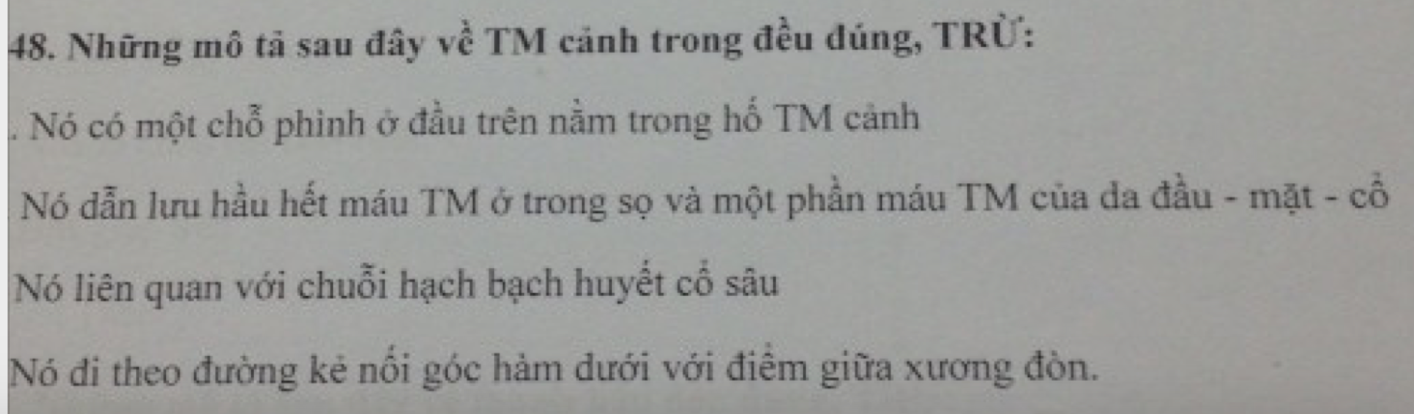 48. Những mô tả sau đây về TM cảnh trong đều đúng, TRỪ:
. Nó có một chỗ phình ở đầu trên nằm trong hố TM cảnh
Nó dẫn lưu hầu hết máu TM ở trong sọ và một phần máu TM của da đầu - mặt - cổ
Nó liên quan với chuỗi hạch bạch huyết cổ sâu
Nó đi theo đường kẻ nối góc hàm dưới với điểm giữa xương đòn.